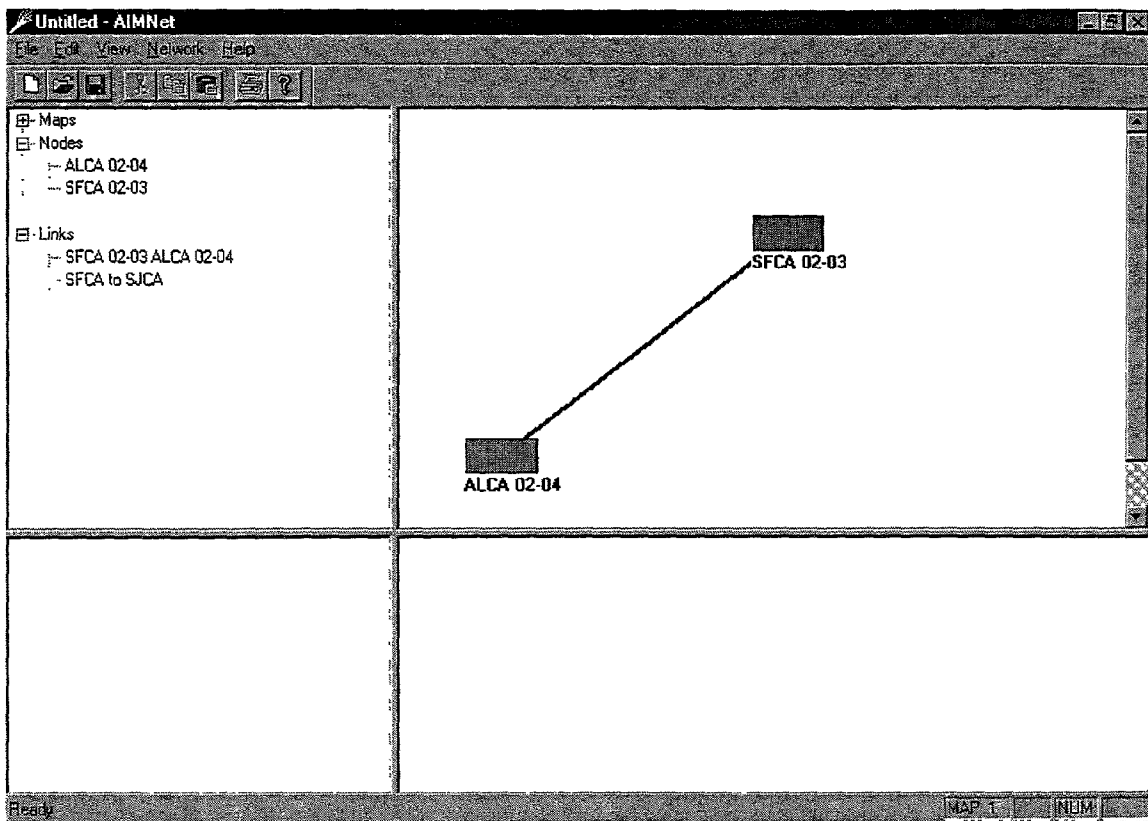 Untitled - AIMNet
File Edit View Network Help
Maps
Nodes
ALCA 02-04
SFCA 02-03
Links
SFCA 02-03 ALCA 02-04
SFCA to SJCA
SFCA 02-03
ALCA 02-04
Ready
MAP 1 NUM